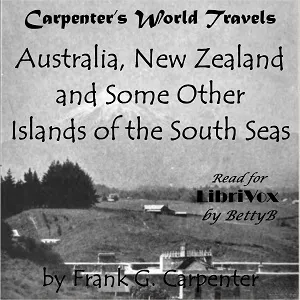 Carpenter's World Travels
Australia, New Zealand
and Some Other
Islands of the South Seas
Read for
LibriVox
by BettyB
by Frank G. Carpenter